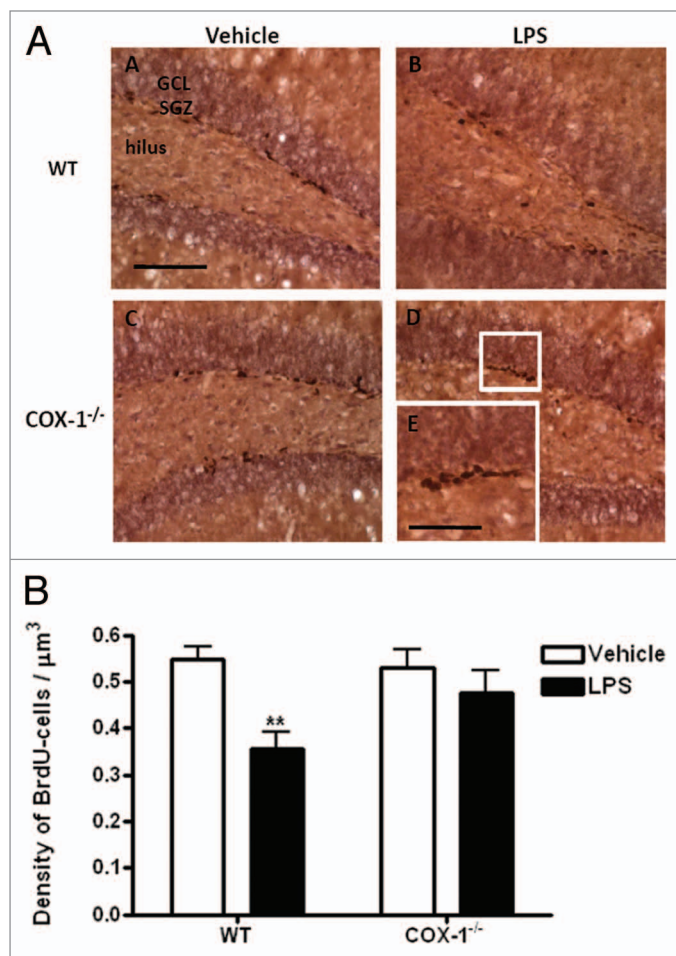 A
Vehicle LPS
WT
A
GCL
SGZ
hilus
B
COX-1⁻/⁻
C
D
E
B
Density of BrdU-cells / μm³
0.6
0.5
0.4
0.3
0.2
0.1
0.0
**
Vehicle
LPS
WT COX-1⁻/⁻